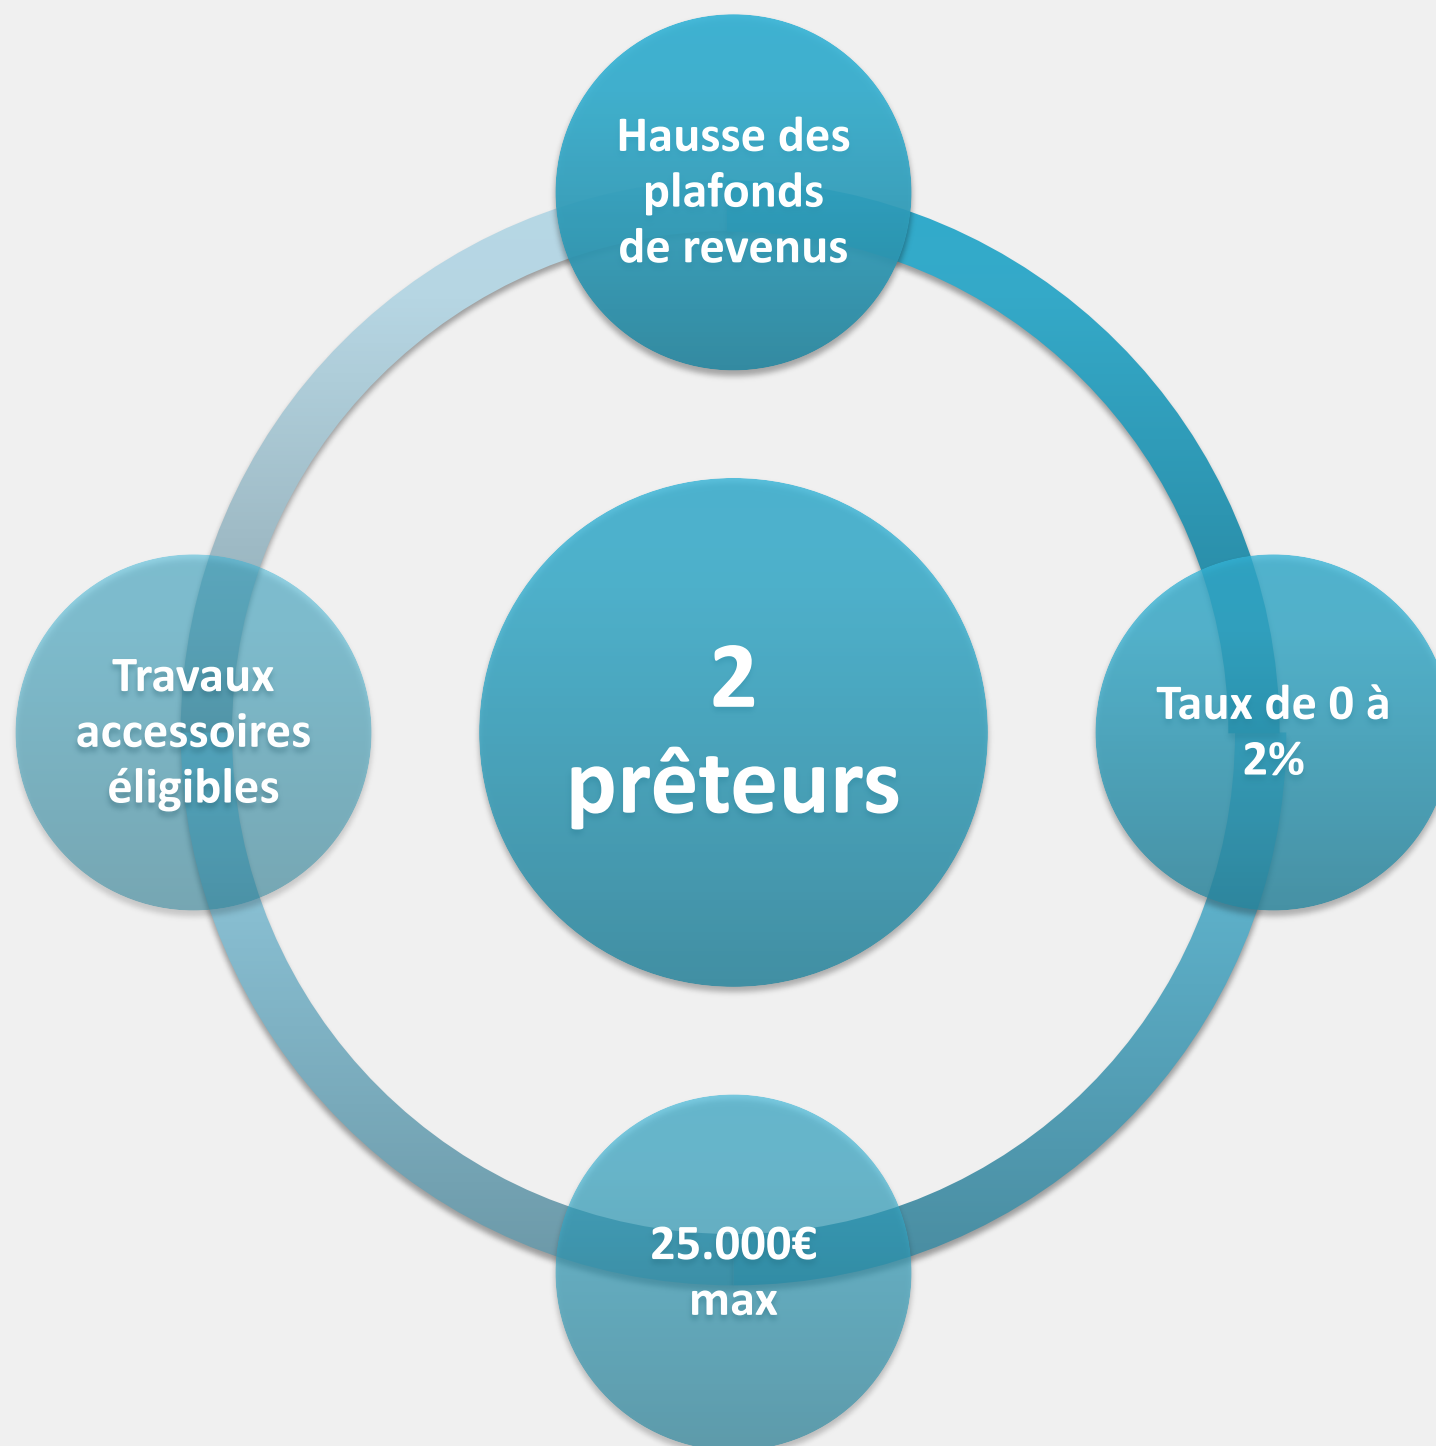 Hausse des
plafonds
de revenus
Travaux
accessoires
éligibles
2
prêteurs
Taux de 0 à
2%
25.000€
max